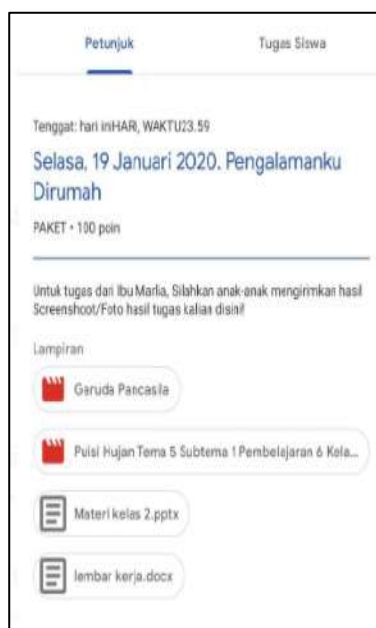 Petunjuk
Tugas Siswa
Tenggat: hari iniHARI, WAKTU23.59
Selasa, 19 Januari 2020. Pengalamanku
Dirumah
PAKET • 100 poin
Untuk tugas dari Ibu Marlia, Silahkan anak-anak mengirimkan hasil
Screenshoot/Foto hasil tugas kalian disini!
Lampiran
Garuda Pancasila
Puisi Hujan Tema 5 Subtema 1 Pembelajaran 6 Kela...
Materi kelas 2.pptx
lembar kerja.docx